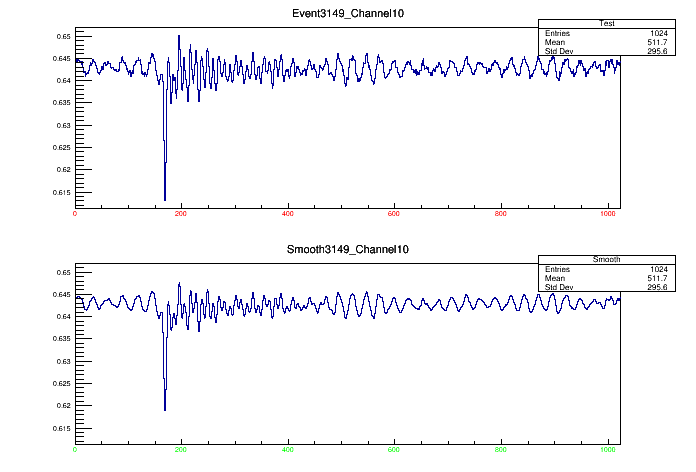 Event3149_Channel10
Test
Entries 1024
Mean 511.7
Std Dev 295.6
0.65
0.645
0.64
0.635
0.63
0.625
0.62
0.615
0 200 400 600 800 1000
Smooth3149_Channel10
Smooth
Entries 1024
Mean 511.7
Std Dev 295.6
0.65
0.645
0.64
0.635
0.63
0.625
0.62
0.615
0 200 400 600 800 1000